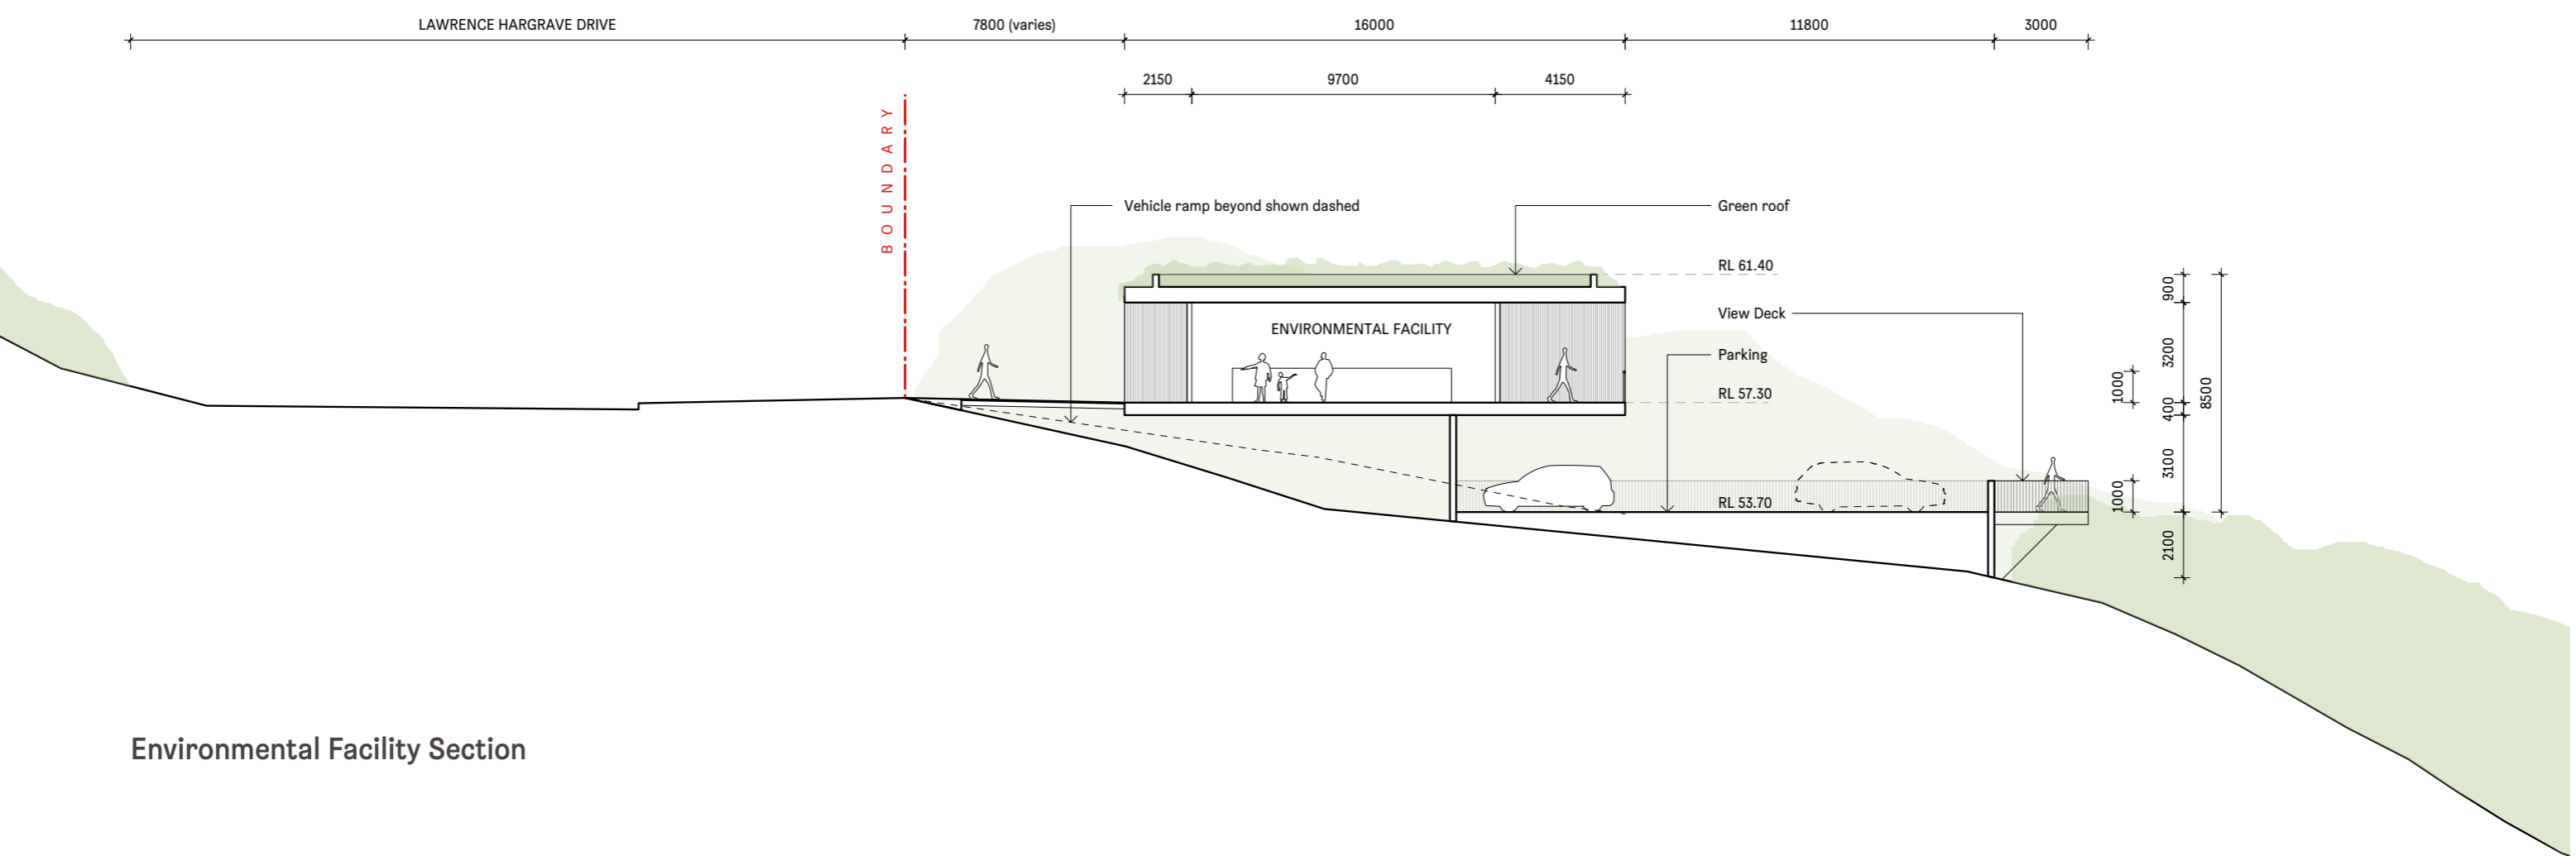 LAWRENCE HARGRAVE DRIVE
7800 (varies)
16000
11800
3000
2150
9700
4150
BOUNDARY
Vehicle ramp beyond shown dashed
Green roof
RL 61.40
View Deck
ENVIRONMENTAL FACILITY
Parking
RL 57.30
RL 53.70
900
3200
1000
400
8500
3100
1000
2100
Environmental Facility Section